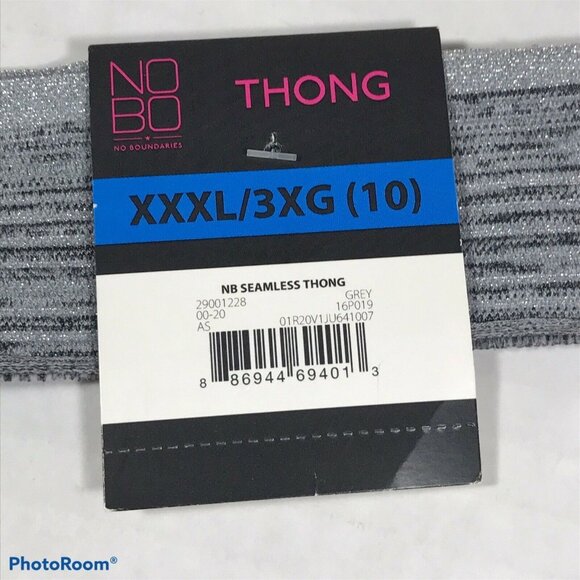 NO
BO
NO BOUNDARIES
THONG
XXXL/3XG (10)
NB SEAMLESS THONG
29001228 GREY
00-20 16P019
AS 01R20V1JU641007
8 86944 69401 3
PhotoRoom®